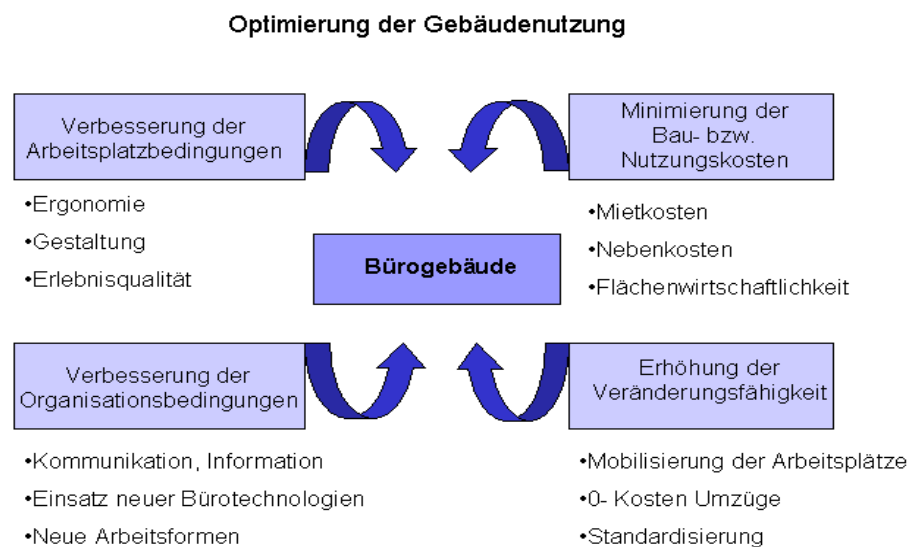 Optimierung der Gebäudenutzung
Verbesserung der
Arbeitsplatzbedingungen
•Ergonomie
•Gestaltung
•Erlebnisqualität
Minimierung der
Bau- bzw.
Nutzungskosten
•Mietkosten
•Nebenkosten
•Flächenwirtschaftlichkeit
Bürogebäude
Verbesserung der
Organisationsbedingungen
•Kommunikation, Information
•Einsatz neuer Bürotechnologien
•Neue Arbeitsformen
Erhöhung der
Veränderungsfähigkeit
•Mobilisierung der Arbeitsplätze
•0- Kosten Umzüge
•Standardisierung